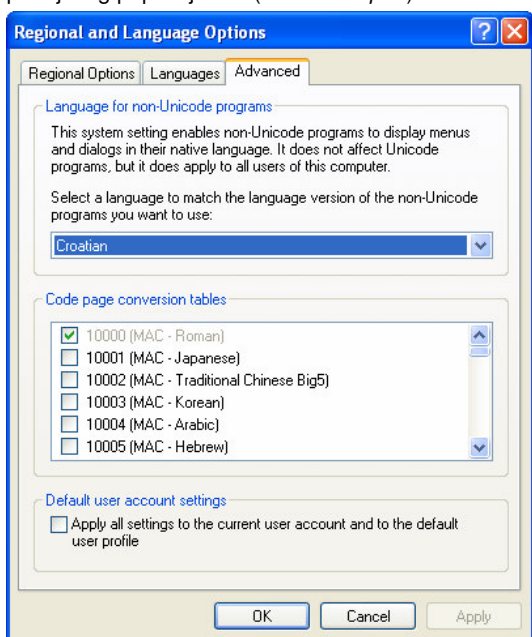 Regional and Language Options
Regional Options Languages Advanced
Language for non-Unicode programs
This system setting enables non-Unicode programs to display menus
and dialogs in their native language. It does not affect Unicode
programs, but it does apply to all users of this computer.
Select a language to match the language version of the non-Unicode
programs you want to use:
Croatian
Code page conversion tables
10000 (MAC - Roman)
10001 (MAC - Japanese)
10002 (MAC - Traditional Chinese Big5)
10003 (MAC - Korean)
10004 (MAC - Arabic)
10005 (MAC - Hebrew)
Default user account settings
Apply all settings to the current user account and to the default
user profile
OK Cancel Apply